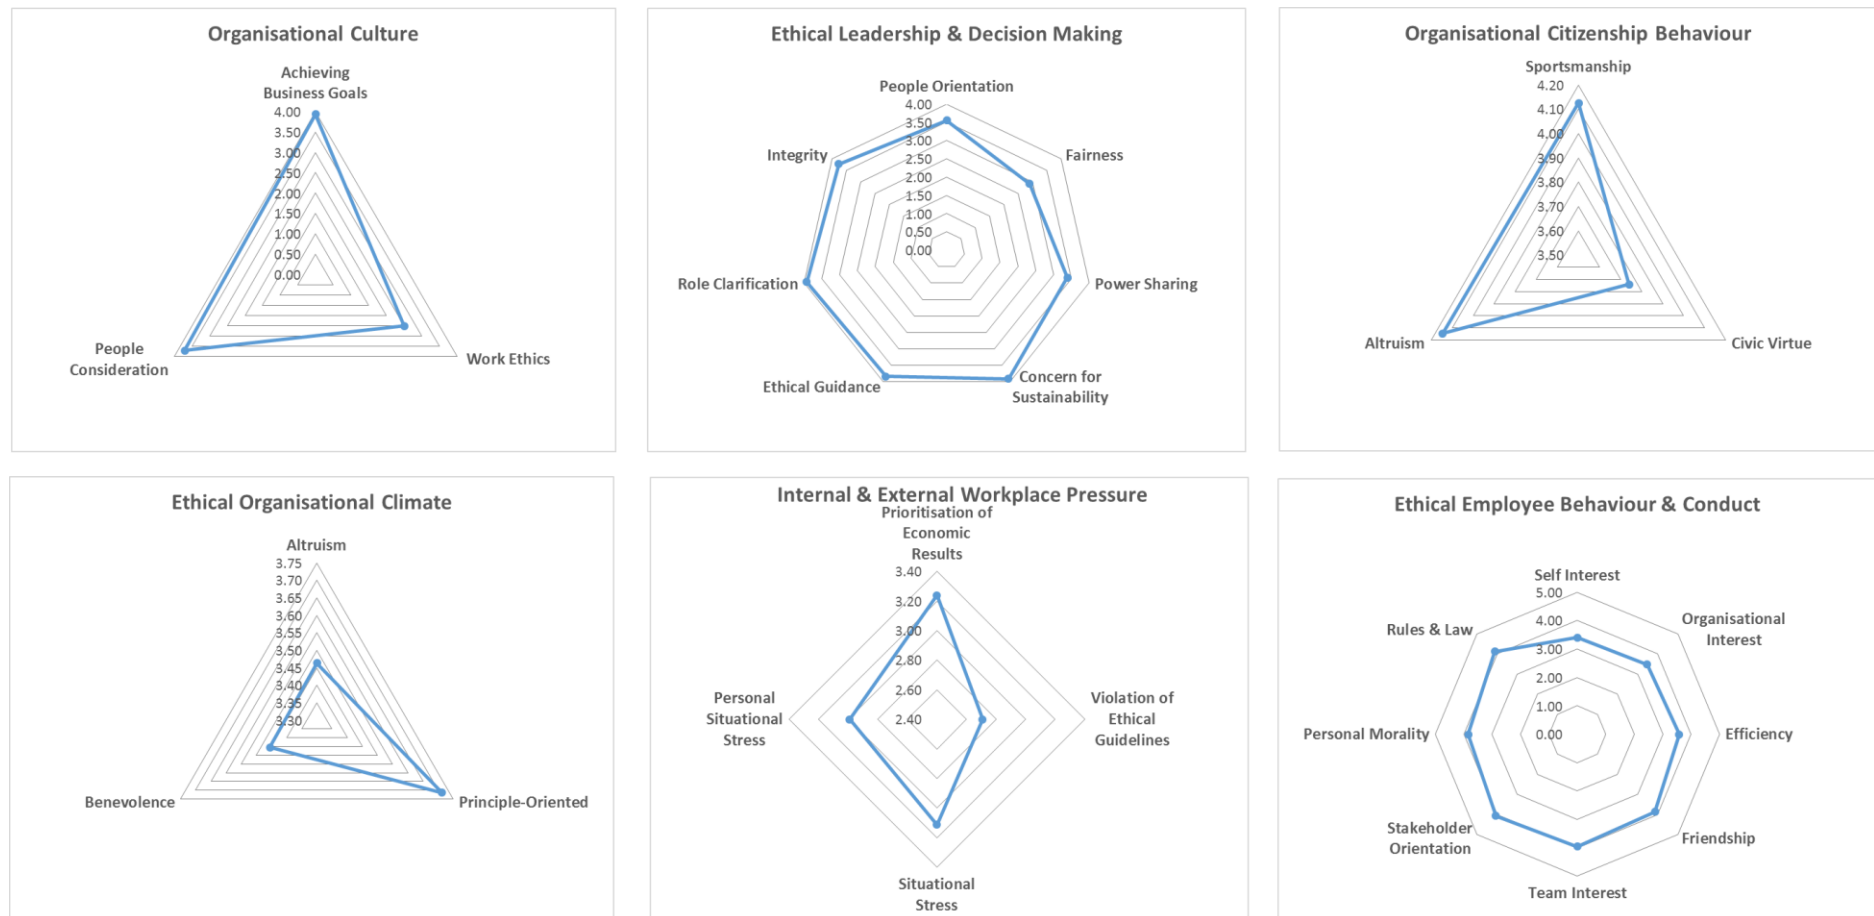 Organisational Culture
Achieving
Business Goals
4.00
3.50
3.00
2.50
2.00
1.50
1.00
0.50
0.00
People
Consideration
Work Ethics
Ethical Leadership & Decision Making
People Orientation
4.00
3.50
3.00
2.50
2.00
1.50
1.00
0.50
0.00
Integrity
Fairness
Role Clarification
Power Sharing
Ethical Guidance
Concern for
Sustainability
Organisational Citizenship Behaviour
Sportsmanship
4.20
4.10
4.00
3.90
3.80
3.70
3.60
3.50
Altruism
Civic Virtue
Ethical Organisational Climate
Altruism
3.75
3.70
3.65
3.60
3.55
3.50
3.45
3.40
3.35
3.30
Benevolence
Principle-Oriented
Internal & External Workplace Pressure
Prioritisation of
Economic
Results
3.40
3.20
3.00
2.80
2.60
2.40
Personal
Situational
Stress
Violation of
Ethical
Guidelines
Situational
Stress
Ethical Employee Behaviour & Conduct
Self Interest
5.00
4.00
3.00
2.00
1.00
0.00
Rules & Law
Organisational
Interest
Personal Morality
Efficiency
Stakeholder
Orientation
Friendship
Team Interest